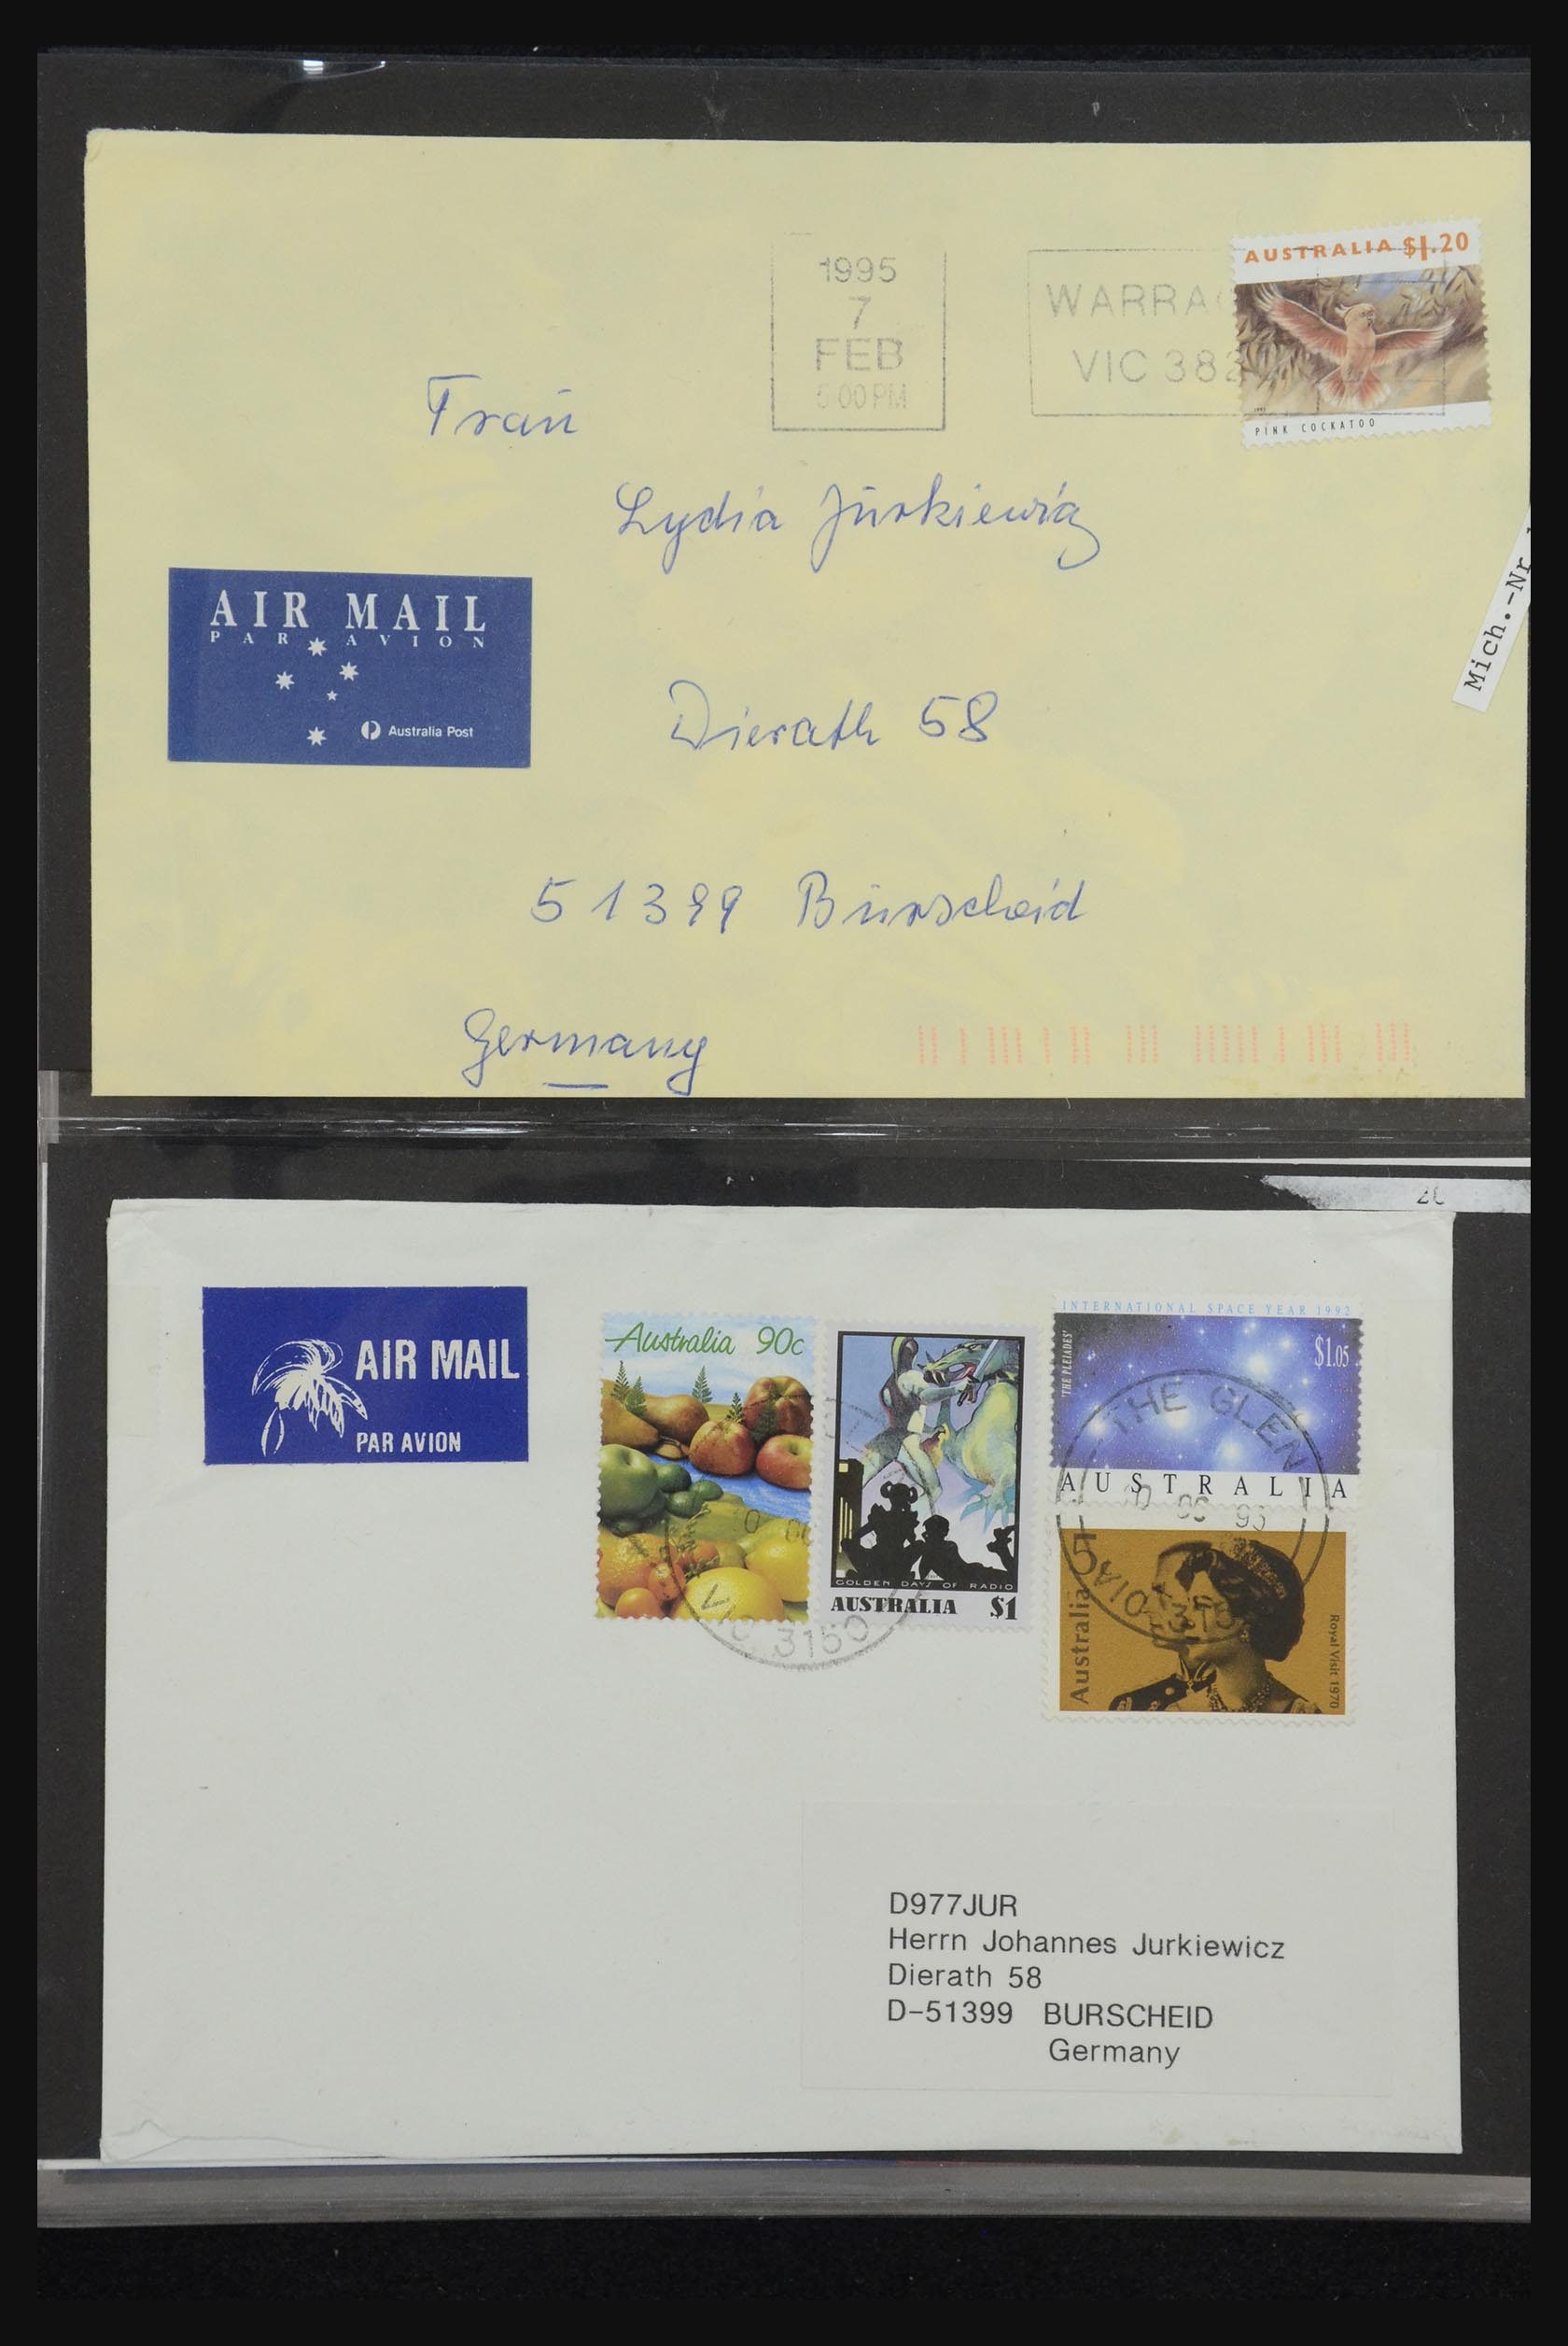 1995
7
FEB
5 00 PM
VIC
AUSTRALIA $1.20
PINK COCKATOO
Frau
Lydia Jurkiewicz
Mich.-Nr.
AIR MAIL
PAR AVION
Australia Post
Dierath 58
51399 Burscheid
Germany
AIR MAIL
PAR AVION
Australia 90c
GOLDEN DAYS OF RADIO
AUSTRALIA $1
VIC 3150
INTERNATIONAL SPACE YEAR 1992
'THE PLEIADES'
$1.05
AUSTRALIA
THE GLEN
5
Australia
Royal Visit 1970
D977JUR
Herrn Johannes Jurkiewicz
Dierath 58
D-51399 BURSCHEID
Germany